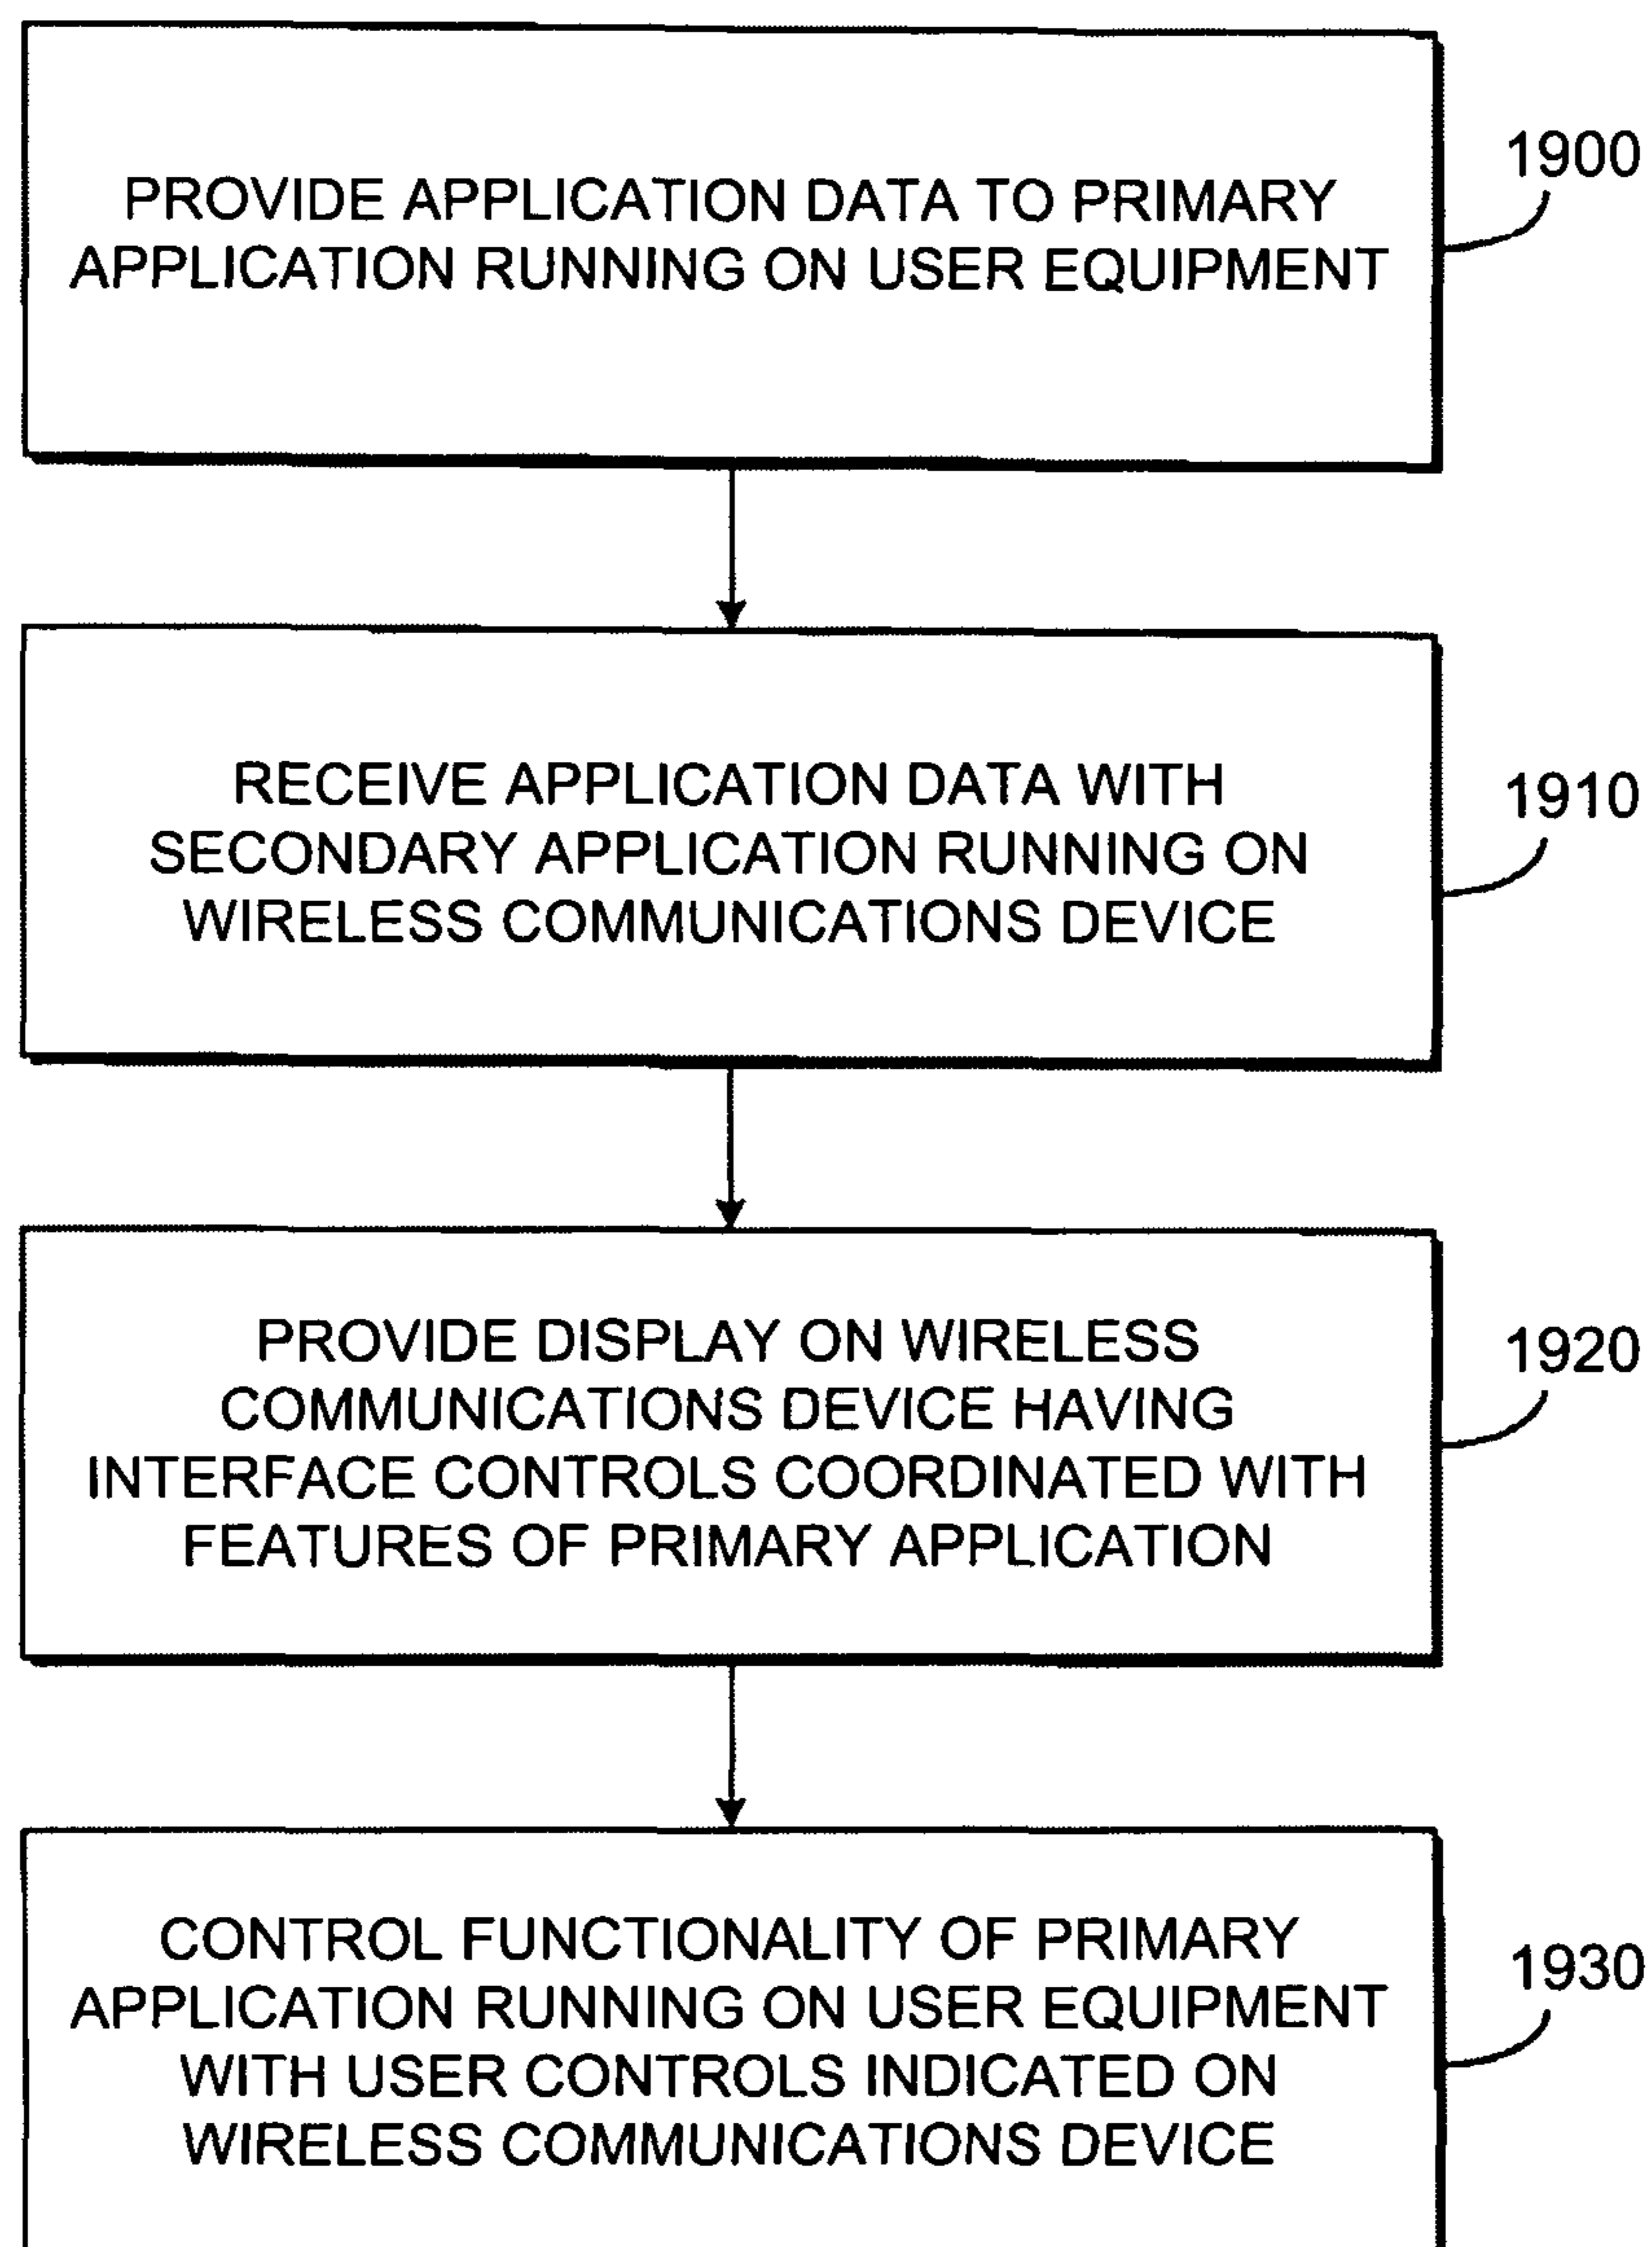 PROVIDE APPLICATION DATA TO PRIMARY
APPLICATION RUNNING ON USER EQUIPMENT
1900
RECEIVE APPLICATION DATA WITH
SECONDARY APPLICATION RUNNING ON
WIRELESS COMMUNICATIONS DEVICE
1910
PROVIDE DISPLAY ON WIRELESS
COMMUNICATIONS DEVICE HAVING
INTERFACE CONTROLS COORDINATED WITH
FEATURES OF PRIMARY APPLICATION
1920
CONTROL FUNCTIONALITY OF PRIMARY
APPLICATION RUNNING ON USER EQUIPMENT
WITH USER CONTROLS INDICATED ON
WIRELESS COMMUNICATIONS DEVICE
1930